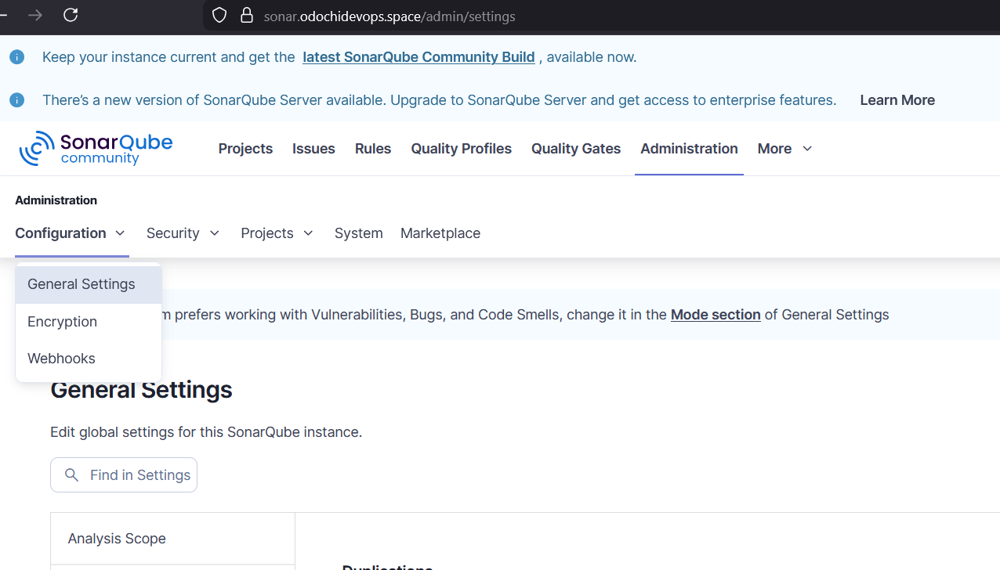 sonar.odochidevops.space/admin/settings
Keep your instance current and get the latest SonarQube Community Build , available now.
There’s a new version of SonarQube Server available. Upgrade to SonarQube Server and get access to enterprise features. Learn More
SonarQube community Projects Issues Rules Quality Profiles Quality Gates Administration More
Administration
Configuration Security Projects System Marketplace
General Settings
prefers working with Vulnerabilities, Bugs, and Code Smells, change it in the Mode section of General Settings
Encryption
Webhooks
General Settings
Edit global settings for this SonarQube instance.
Find in Settings
Analysis Scope
Duplications